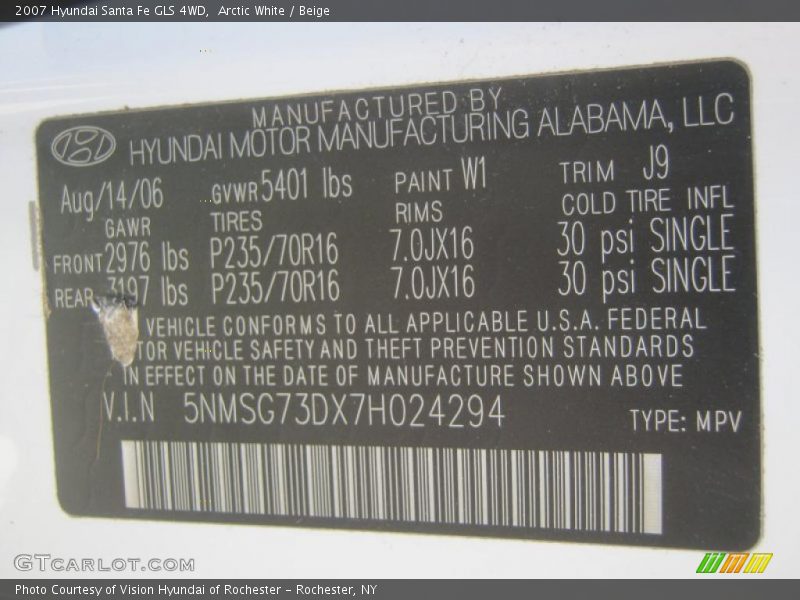 2007 Hyundai Santa Fe GLS 4WD,  Arctic White / Beige
MANUFACTURED BY
HYUNDAI MOTOR MANUFACTURING ALABAMA, LLC
Aug/14/06 GVWR 5401 lbs PAINT W1 TRIM J9
GAWR TIRES RIMS COLD TIRE INFL
FRONT 2976 lbs P235/70R16 7.0JX16 30 psi SINGLE
REAR 3197 lbs P235/70R16 7.0JX16 30 psi SINGLE
VEHICLE CONFORMS TO ALL APPLICABLE U.S.A. FEDERAL
TOR VEHICLE SAFETY AND THEFT PREVENTION STANDARDS
IN EFFECT ON THE DATE OF MANUFACTURE SHOWN ABOVE
V.I.N 5NMSG73DX7H024294 TYPE: MPV
GTCARLOT.COM
Photo Courtesy of Vision Hyundai of Rochester – Rochester, NY